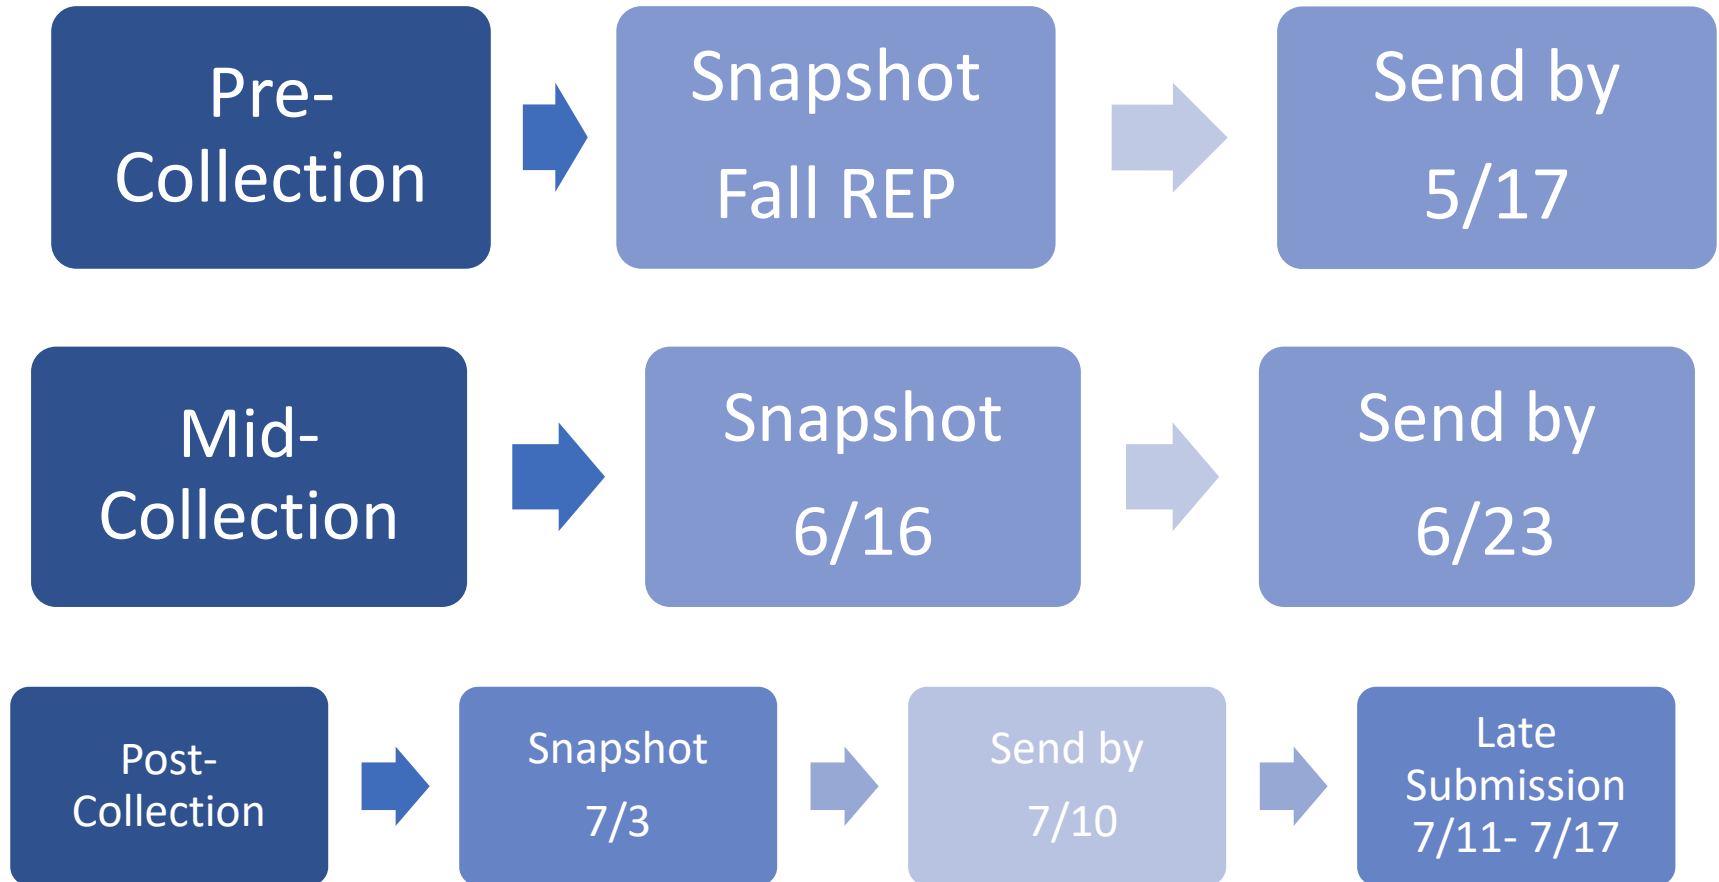 Pre-
Collection
Snapshot
Fall REP
Send by
5/17
Mid-
Collection
Snapshot
6/16
Send by
6/23
Post-
Collection
Snapshot
7/3
Send by
7/10
Late
Submission
7/11- 7/17